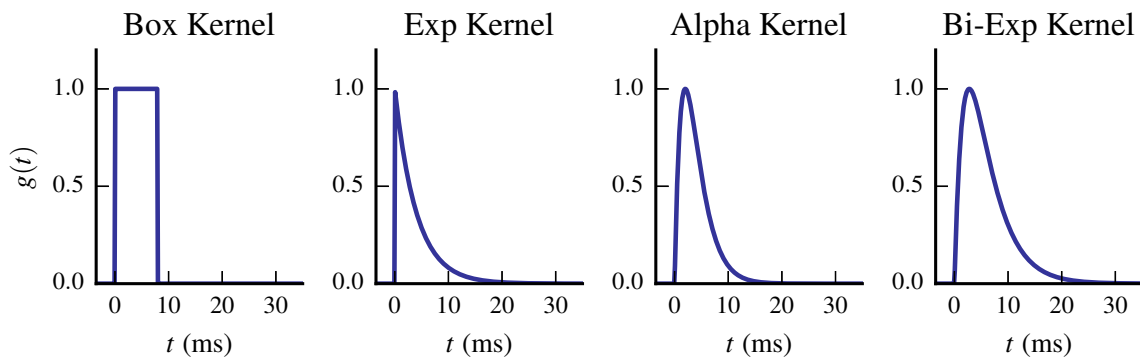 Box Kernel Exp Kernel Alpha Kernel Bi-Exp Kernel
1.0 1.0 1.0 1.0
g(t)
0.5 0.5 0.5 0.5
0.0 0.0 0.0 0.0
0 10 20 30 0 10 20 30 0 10 20 30 0 10 20 30
t (ms) t (ms) t (ms) t (ms)